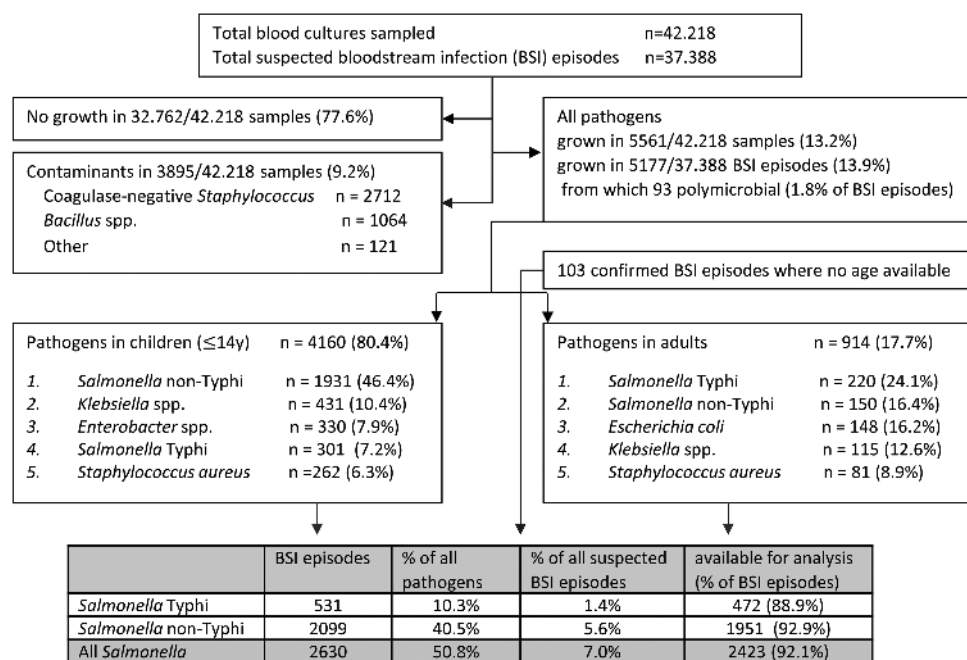 Total blood cultures sampled n=42.218
Total suspected bloodstream infection (BSI) episodes n=37.388
No growth in 32.762/42.218 samples (77.6%)
All pathogens
grown in 5561/42.218 samples (13.2%)
grown in 5177/37.388 BSI episodes (13.9%)
from which 93 polymicrobial (1.8% of BSI episodes)
Contaminants in 3895/42.218 samples (9.2%)
Coagulase-negative Staphylococcus n = 2712
Bacillus spp. n = 1064
Other n = 121
103 confirmed BSI episodes where no age available
Pathogens in children (≤14y) n = 4160 (80.4%)
1. Salmonella non-Typhi n = 1931 (46.4%)
2. Klebsiella spp. n = 431 (10.4%)
3. Enterobacter spp. n = 330 (7.9%)
4. Salmonella Typhi n = 301 (7.2%)
5. Staphylococcus aureus n =262 (6.3%)
Pathogens in adults n = 914 (17.7%)
1. Salmonella Typhi n = 220 (24.1%)
2. Salmonella non-Typhi n = 150 (16.4%)
3. Escherichia coli n = 148 (16.2%)
4. Klebsiella spp. n = 115 (12.6%)
5. Staphylococcus aureus n = 81 (8.9%)
BSI episodes % of all % of all suspected available for analysis
pathogens BSI episodes (% of BSI episodes)
Salmonella Typhi 531 10.3% 1.4% 472 (88.9%)
Salmonella non-Typhi 2099 40.5% 5.6% 1951 (92.9%)
All Salmonella 2630 50.8% 7.0% 2423 (92.1%)